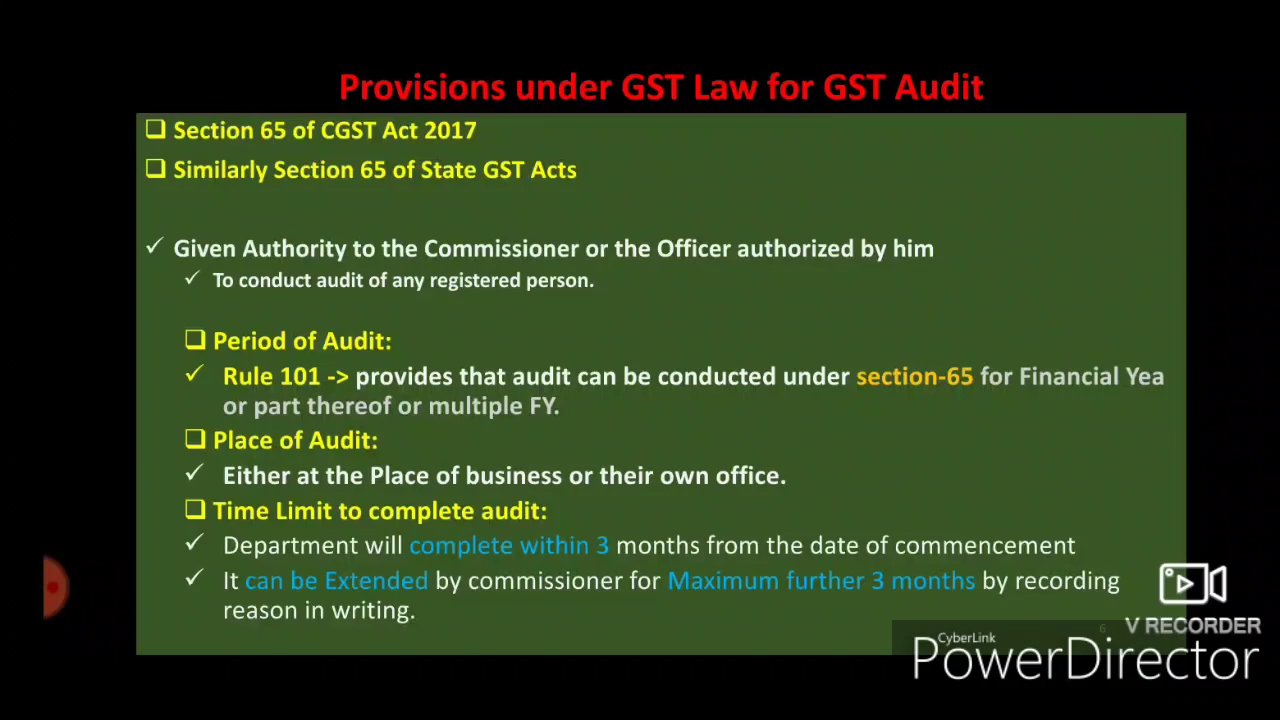 Provisions under GST Law for GST Audit
Section 65 of CGST Act 2017
Similarly Section 65 of State GST Acts
Given Authority to the Commissioner or the Officer authorized by him
To conduct audit of any registered person.
Period of Audit:
Rule 101 -> provides that audit can be conducted under section-65 for Financial Yea
or part thereof or multiple FY.
Place of Audit:
Either at the Place of business or their own office.
Time Limit to complete audit:
Department will complete within 3 months from the date of commencement
It can be Extended by commissioner for Maximum further 3 months by recording
reason in writing.
6
V RECORDER
CyberLink
PowerDirector